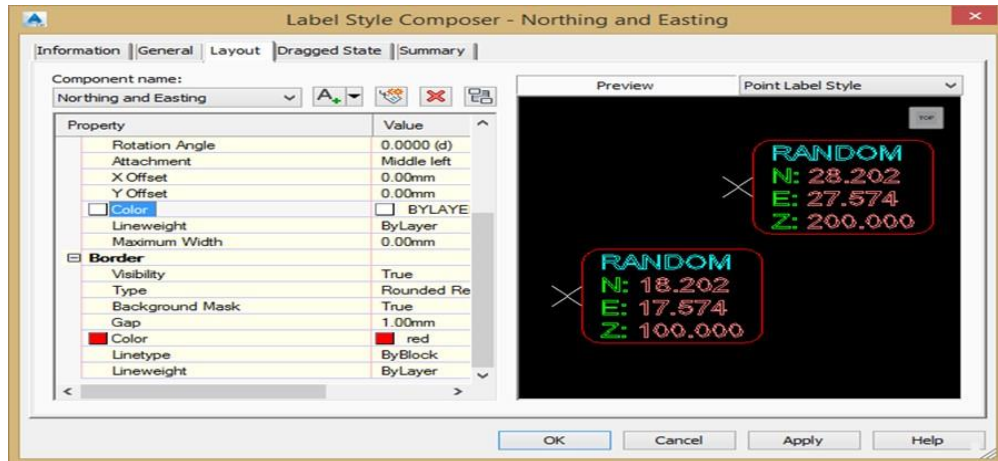 Label Style Composer - Northing and Easting
Information General Layout Dragged State Summary
Component name:
Northing and Easting
Property Value
Rotation Angle 0.0000 (d)
Attachment Middle left
X Offset 0.00mm
Y Offset 0.00mm
Color BYLAYE
Lineweight ByLayer
Maximum Width 0.00mm
Border
Visibility True
Type Rounded Re
Background Mask True
Gap 1.00mm
Color red
Linetype ByBlock
Lineweight ByLayer
Preview Point Label Style
TOP
RANDOM
N: 28.202
E: 27.574
Z: 200.000
RANDOM
N: 18.202
E: 17.574
Z: 100.000
OK Cancel Apply Help